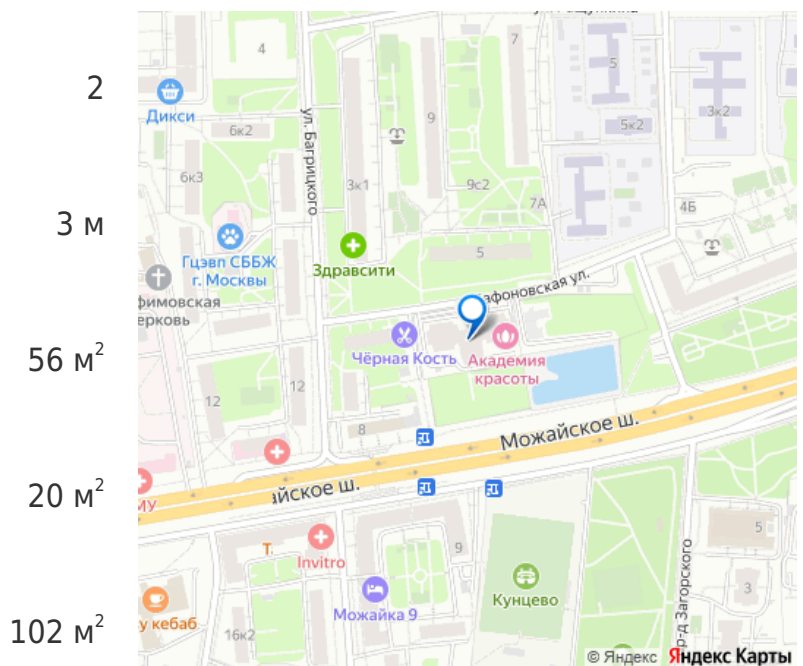 2
3 м
56 м²
20 м²
102 м²
4
7
5
Дикси
ул. Багрицкого
6к2
9
5к2
3к2
6к3
3к1
9с2
7А
4Б
Гцэвп СББЖ
г. Москвы
Здравсити
5
фимовская
ерковь
афоновская ул.
Чёрная Кость
Академия
красоты
12
12
8
Можайское ш.
МУ
айское ш.
Invitro
9
Т.
5
Можайка 9
Кунцево
р-д Загорского
3
у кебаб
16к2
© Яндекс Яндекс Карты